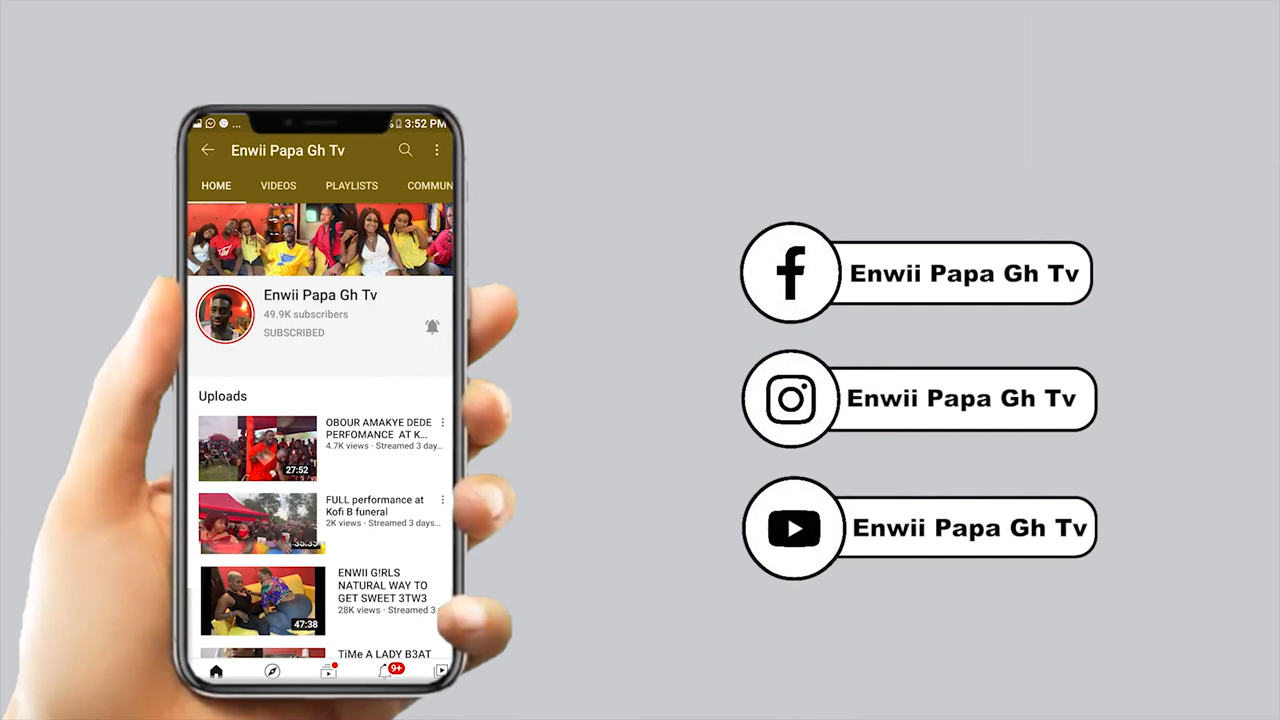 ... 3:52 PM
Enwii Papa Gh Tv
HOME VIDEOS PLAYLISTS COMMUN
Enwii Papa Gh Tv
49.9K subscribers
SUBSCRIBED
Uploads
OBOUR AMAKYE DEDE
PERFOMANCE AT K...
4.7K views · Streamed 3 day...
27:52
FULL performance at
Kofi B funeral
2K views · Streamed 3 days...
35:35
ENWII G!RLS
NATURAL WAY TO
GET SWEET 3TW3
28K views · Streamed 3
47:38
TiMe A LADY B3AT
9+
Enwii Papa Gh Tv
Enwii Papa Gh Tv
Enwii Papa Gh Tv